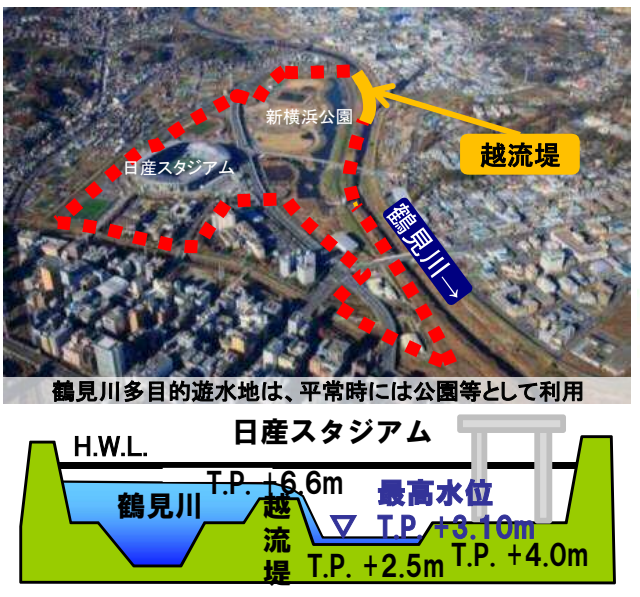 新横浜公園
日産スタジアム
越流堤
鶴見川→
鶴見川多目的遊水地は、平常時には公園等として利用
日産スタジアム
H.W.L.
T.P. +6.6m
鶴見川
越流堤
最高水位
▽ T.P. +3.10m
T.P. +2.5m
T.P. +4.0m